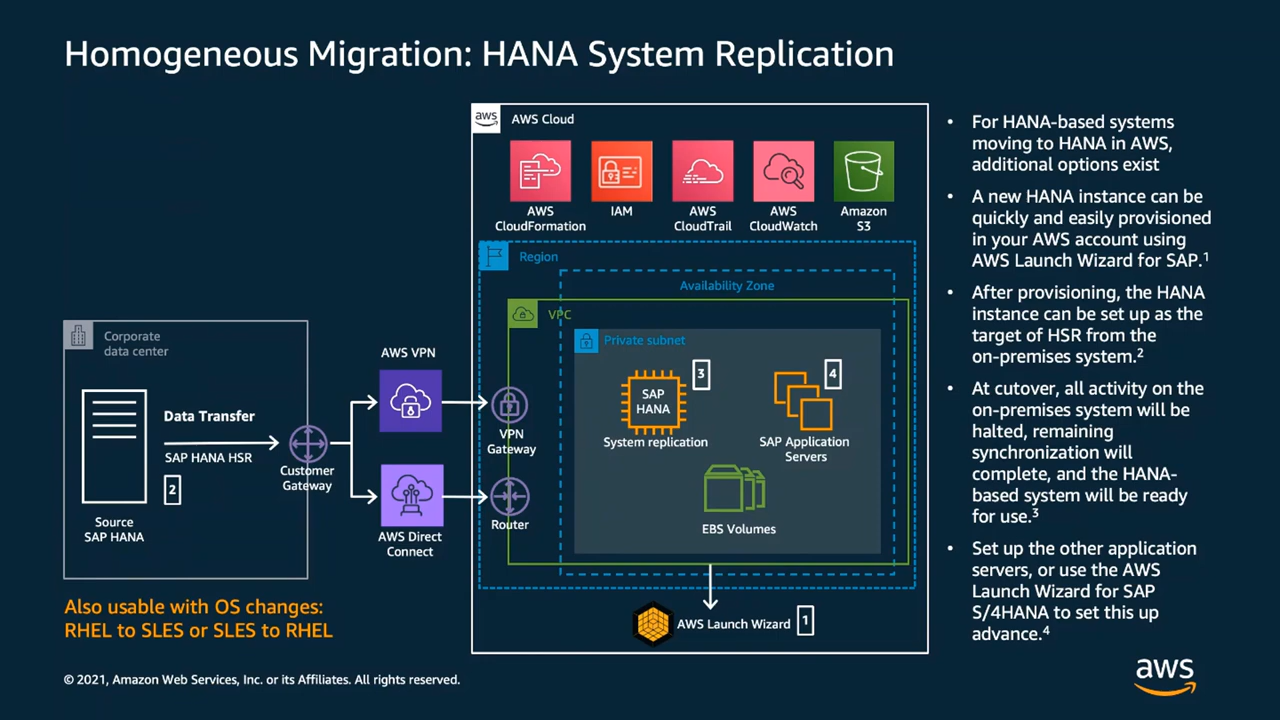 Homogeneous Migration: HANA System Replication
aws
AWS Cloud
AWS
CloudFormation
IAM
AWS
CloudTrail
AWS
CloudWatch
Amazon
S3
Region
Availability Zone
VPC
Private subnet
SAP
HANA
3
System replication
4
SAP Application
Servers
EBS Volumes
Corporate
data center
Data Transfer
SAP HANA HSR
2
Source
SAP HANA
Customer
Gateway
AWS VPN
AWS Direct
Connect
VPN
Gateway
Router
AWS Launch Wizard
1
Also usable with OS changes:
RHEL to SLES or SLES to RHEL
• For HANA-based systems
moving to HANA in AWS,
additional options exist
• A new HANA instance can be
quickly and easily provisioned
in your AWS account using
AWS Launch Wizard for SAP.¹
• After provisioning, the HANA
instance can be set up as the
target of HSR from the
on-premises system.²
• At cutover, all activity on the
on-premises system will be
halted, remaining
synchronization will
complete, and the HANA-
based system will be ready
for use.³
• Set up the other application
servers, or use the AWS
Launch Wizard for SAP
S/4HANA to set this up
advance.⁴
© 2021, Amazon Web Services, Inc. or its Affiliates. All rights reserved.
aws